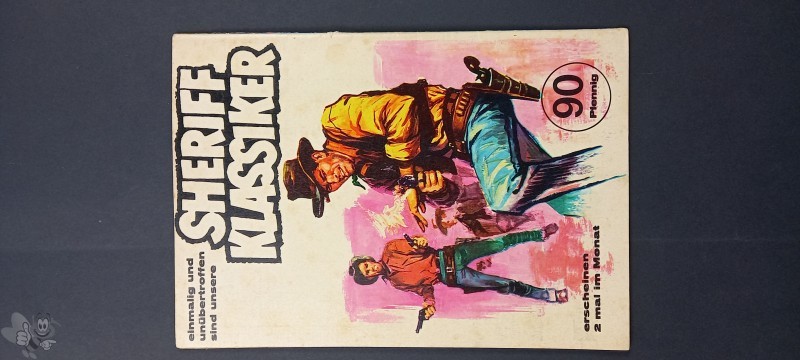 einmalig und
unübertroffen
sind unsere
SHERIFF
KLASSIKER
90
Pfennig
erscheinen
2 mal im Monat